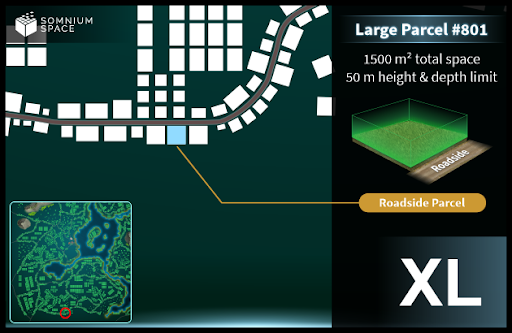 SOMNIUM
SPACE
Large Parcel #801
1500 m² total space
50 m height & depth limit
Roadside
Roadside Parcel
XL